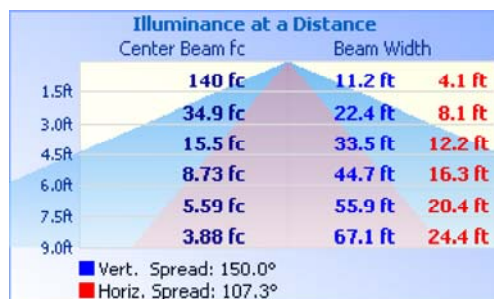 Illuminance at a Distance
Center Beam fc Beam Width
1.5ft 140 fc 11.2 ft 4.1 ft
3.0ft 34.9 fc 22.4 ft 8.1 ft
4.5ft 15.5 fc 33.5 ft 12.2 ft
6.0ft 8.73 fc 44.7 ft 16.3 ft
7.5ft 5.59 fc 55.9 ft 20.4 ft
9.0ft 3.88 fc 67.1 ft 24.4 ft
Vert. Spread: 150.0°
Horiz. Spread: 107.3°